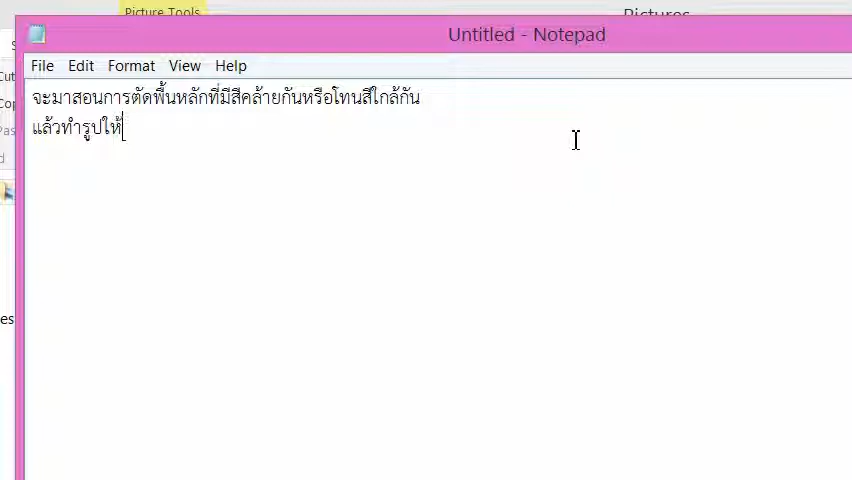 Picture Tools
Pictures
Untitled - Notepad
File Edit Format View Help
จะมาสอนการตัดพื้นหลักที่มีสีคล้ายกันหรือโทนสีใกล้กัน
แล้วทำรูปให้